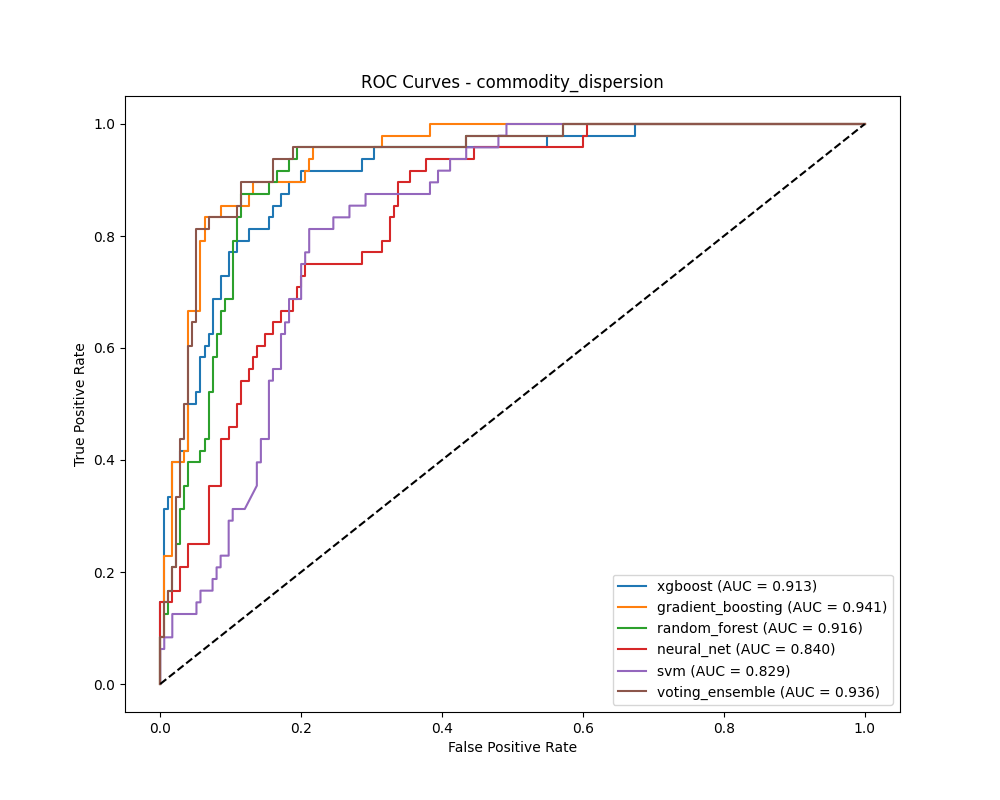 ROC Curves - commodity_dispersion
True Positive Rate
1.0
0.8
0.6
0.4
0.2
0.0
0.0 0.2 0.4 0.6 0.8 1.0
False Positive Rate
xgboost (AUC = 0.913)
gradient_boosting (AUC = 0.941)
random_forest (AUC = 0.916)
neural_net (AUC = 0.840)
svm (AUC = 0.829)
voting_ensemble (AUC = 0.936)